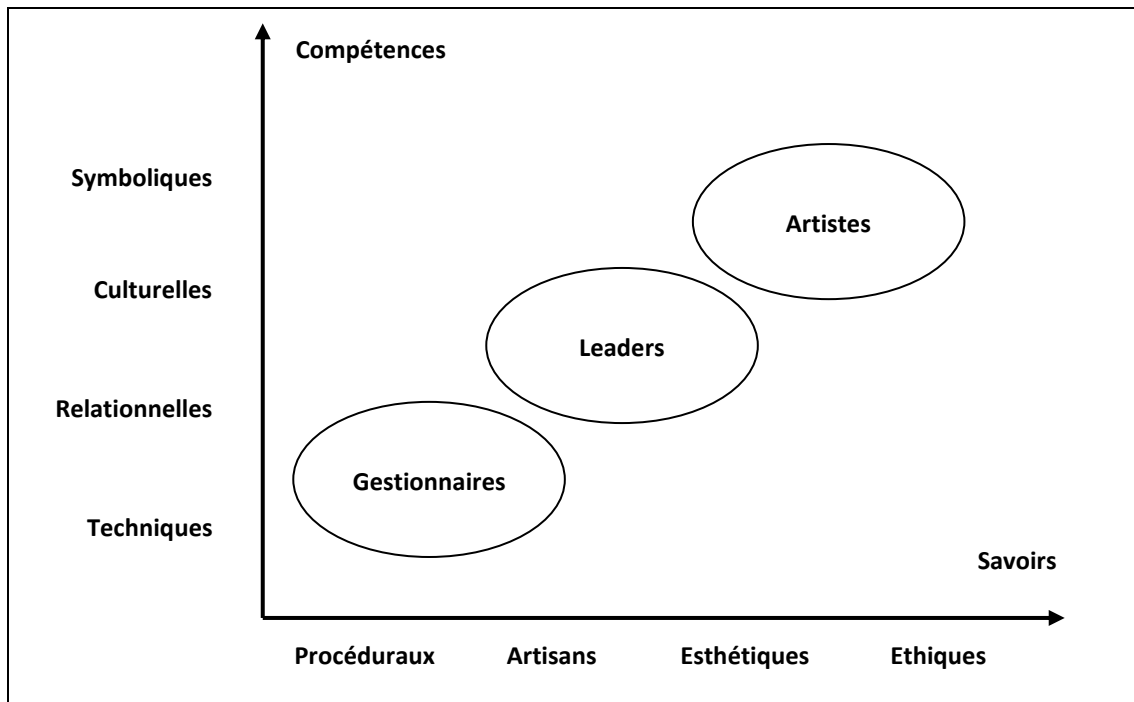 Compétences
Symboliques
Artistes
Culturelles
Leaders
Relationnelles
Gestionnaires
Techniques
Savoirs
Procéduraux Artisans Esthétiques Ethiques